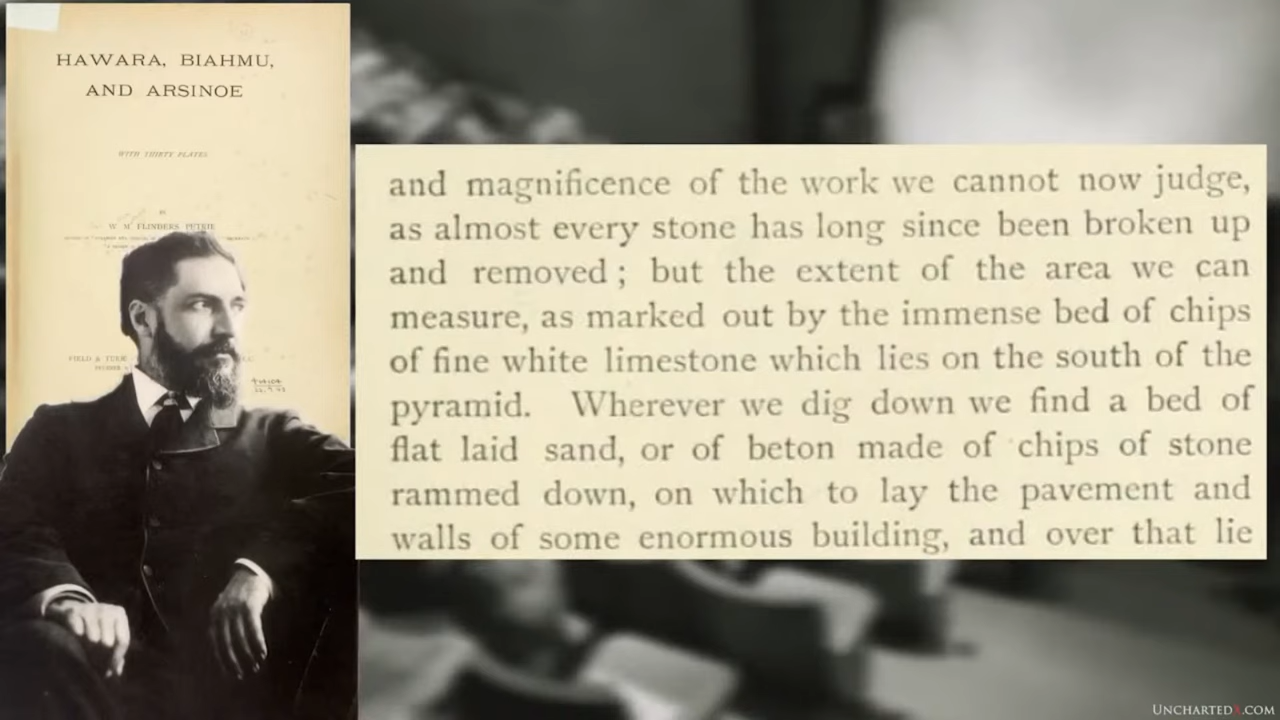 HAWARA, BIAHMU,
AND ARSINOE
WITH THIRTY PLATES
W. M. FLINDERS PETRIE
FIELD & TUER
and magnificence of the work we cannot now judge,
as almost every stone has long since been broken up
and removed; but the extent of the area we can
measure, as marked out by the immense bed of chips
of fine white limestone which lies on the south of the
pyramid. Wherever we dig down we find a bed of
flat laid sand, or of beton made of chips of stone
rammed down, on which to lay the pavement and
walls of some enormous building, and over that lie
UNCHARTEDX.COM